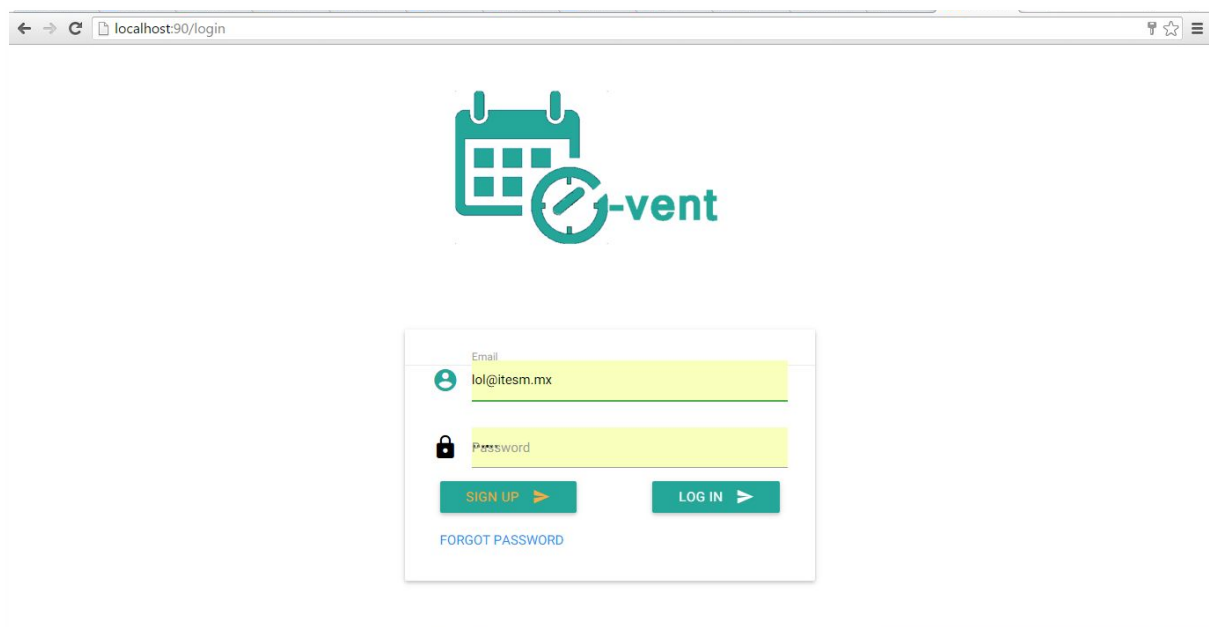 localhost:90/login
-vent
Email
lol@itesm.mx
Password
SIGN UP
LOG IN
FORGOT PASSWORD